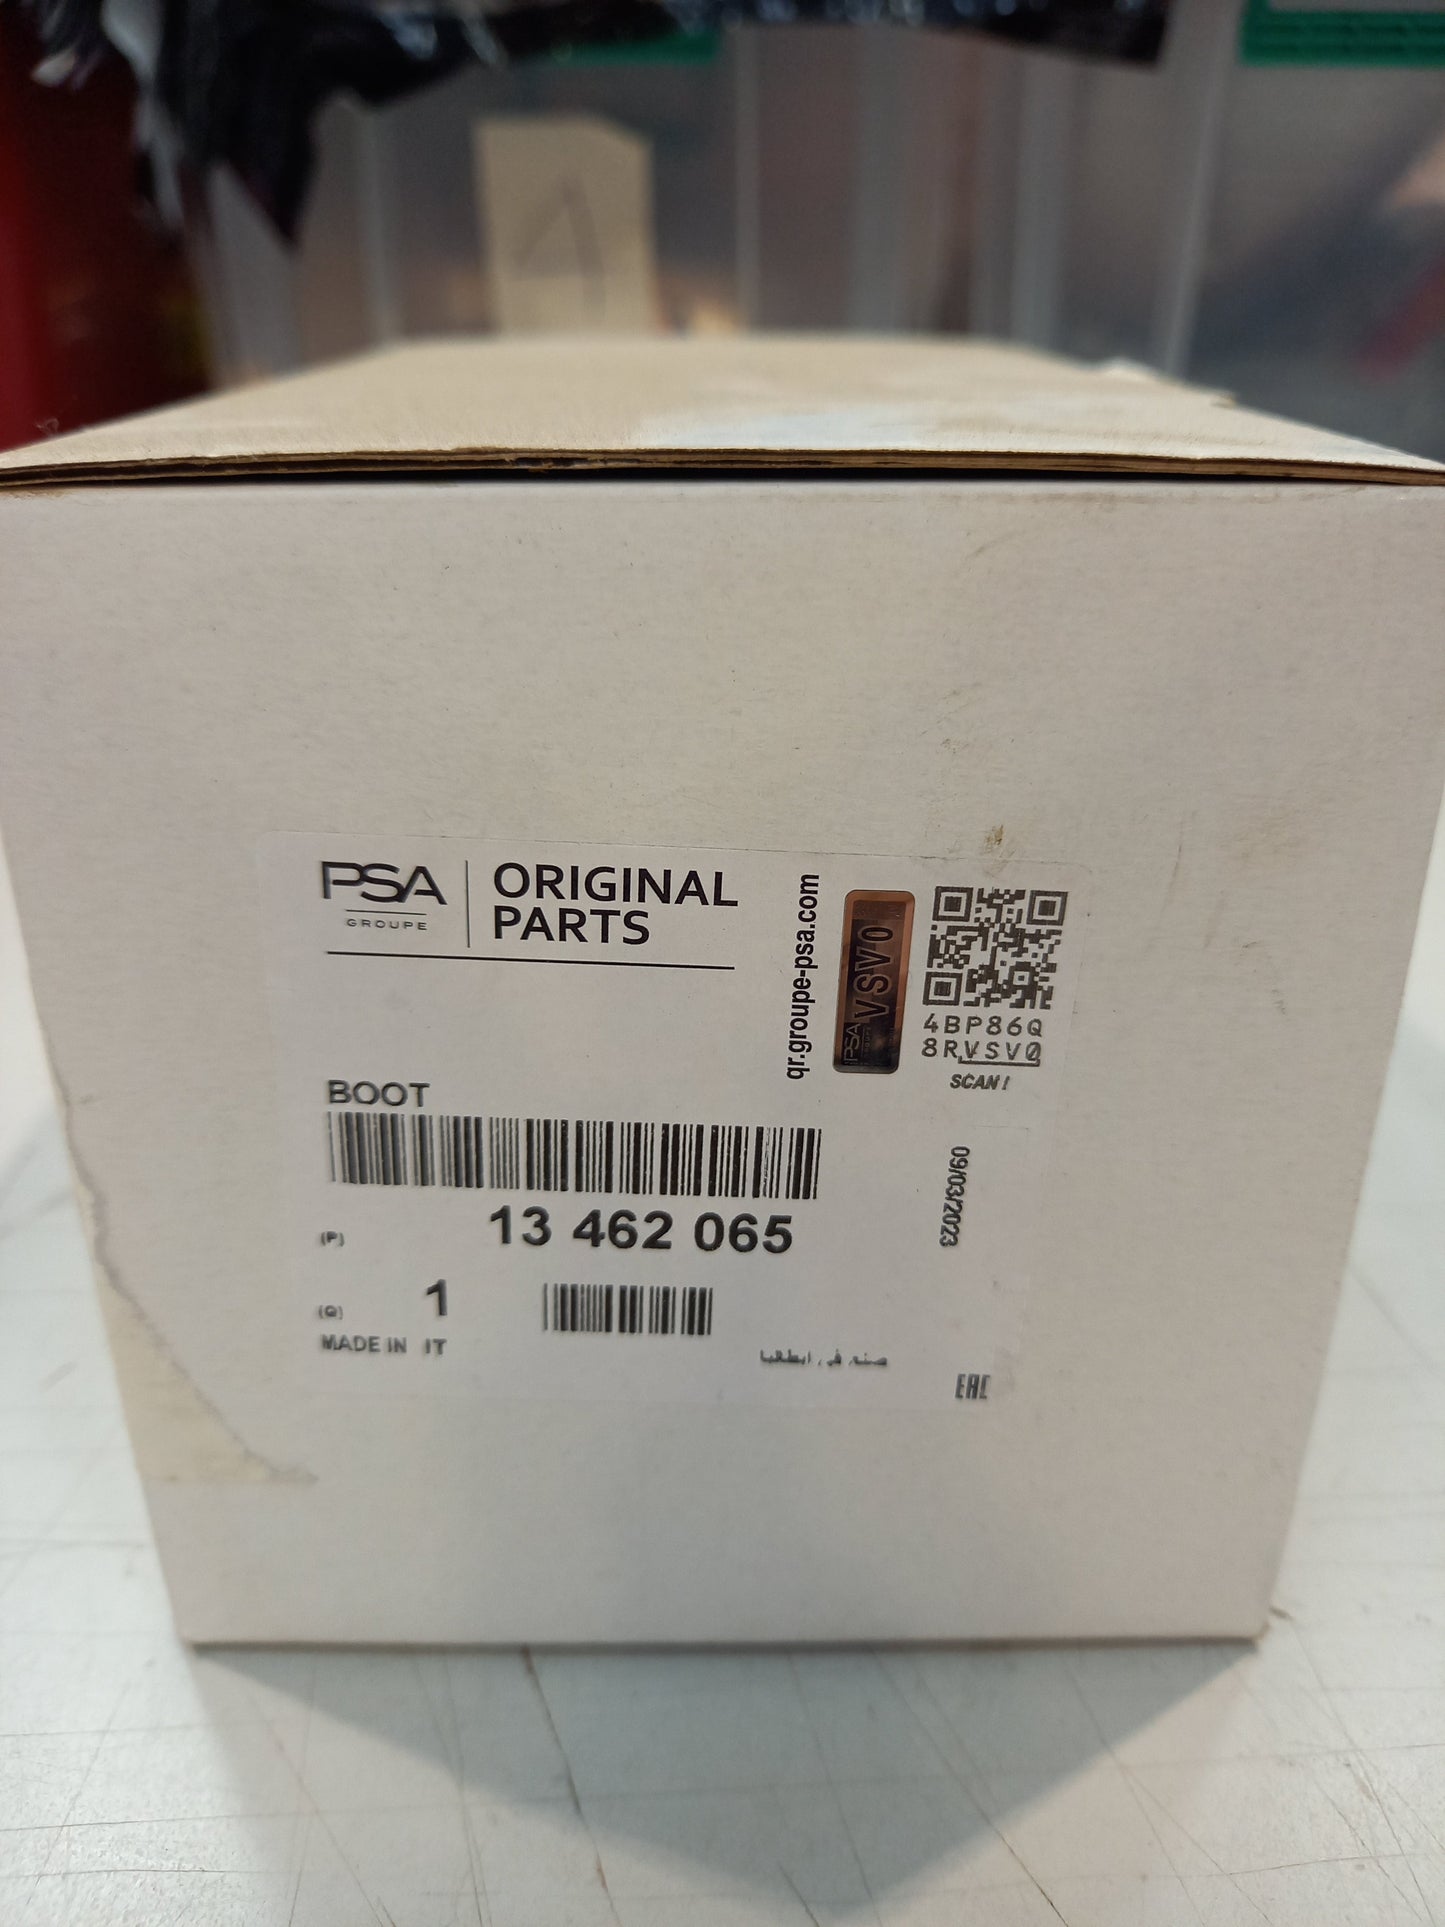 PSA
GROUPE
ORIGINAL
PARTS
qr.groupe-psa.com
PSA
GROUPE
VSV0
4BP86Q
8RVSV0
SCAN!
BOOT
13 462 065
(P)
09/03/2023
(Q)
1
MADE IN IT
صنع في ايطاليا
EAC